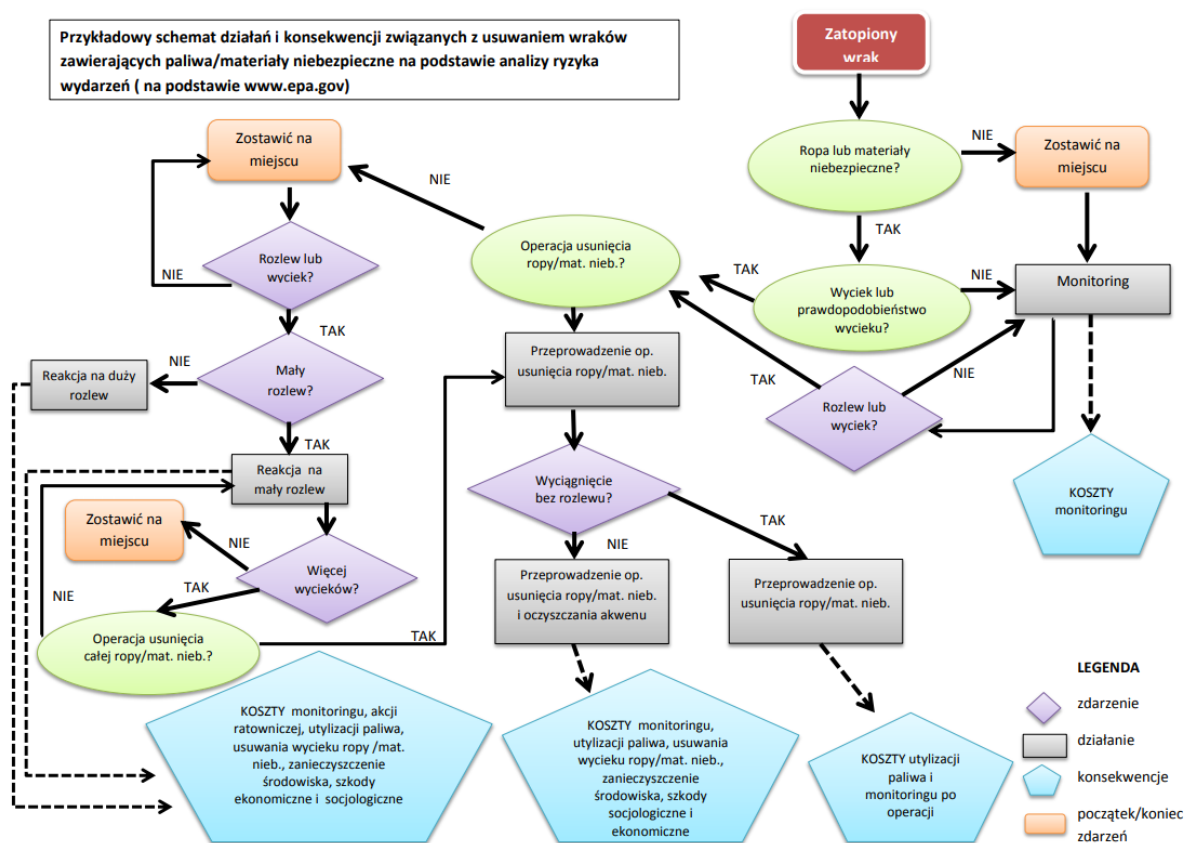 Przykładowy schemat działań i konsekwencji związanych z usuwaniem wraków
zawierających paliwa/materiały niebezpieczne na podstawie analizy ryzyka
wydarzeń ( na podstawie www.epa.gov)
Zatopiony
wrak
Ropa lub materiały
niebezpieczne?
NIE
Zostawić na
miejscu
TAK
Wyciek lub
prawdopodobieństwo
wycieku?
NIE
TAK
Monitoring
Rozlew lub
wyciek?
NIE
TAK
KOSZTY
monitoringu
Operacja usunięcia
ropy/mat. nieb.?
NIE
Zostawić na
miejscu
Rozlew lub
wyciek?
NIE
TAK
Mały
rozlew?
NIE
Reakcja na duży
rozlew
TAK
Reakcja na
mały rozlew
Więcej
wycieków?
NIE
Zostawić na
miejscu
TAK
Operacja usunięcia
całej ropy/mat. nieb.?
NIE
TAK
Przeprowadzenie op.
usunięcia ropy/mat. nieb.
Wyciągnięcie
bez rozlewu?
NIE
TAK
Przeprowadzenie op.
usunięcia ropy/mat. nieb.
i oczyszczania akwenu
Przeprowadzenie op.
usunięcia ropy/mat. nieb.
KOSZTY monitoringu, akcji
ratowniczej, utylizacji paliwa,
usuwania wycieku ropy /mat.
nieb., zanieczyszczenie
środowiska, szkody
ekonomiczne i socjologiczne
KOSZTY monitoringu,
utylizacji paliwa, usuwania
wycieku ropy/mat. nieb.,
zanieczyszczenie
środowiska, szkody
socjologiczne i
ekonomiczne
KOSZTY utylizacji
paliwa i
monitoringu po
operacji
LEGENDA
zdarzenie
działanie
konsekwencje
początek/koniec
zdarzeń